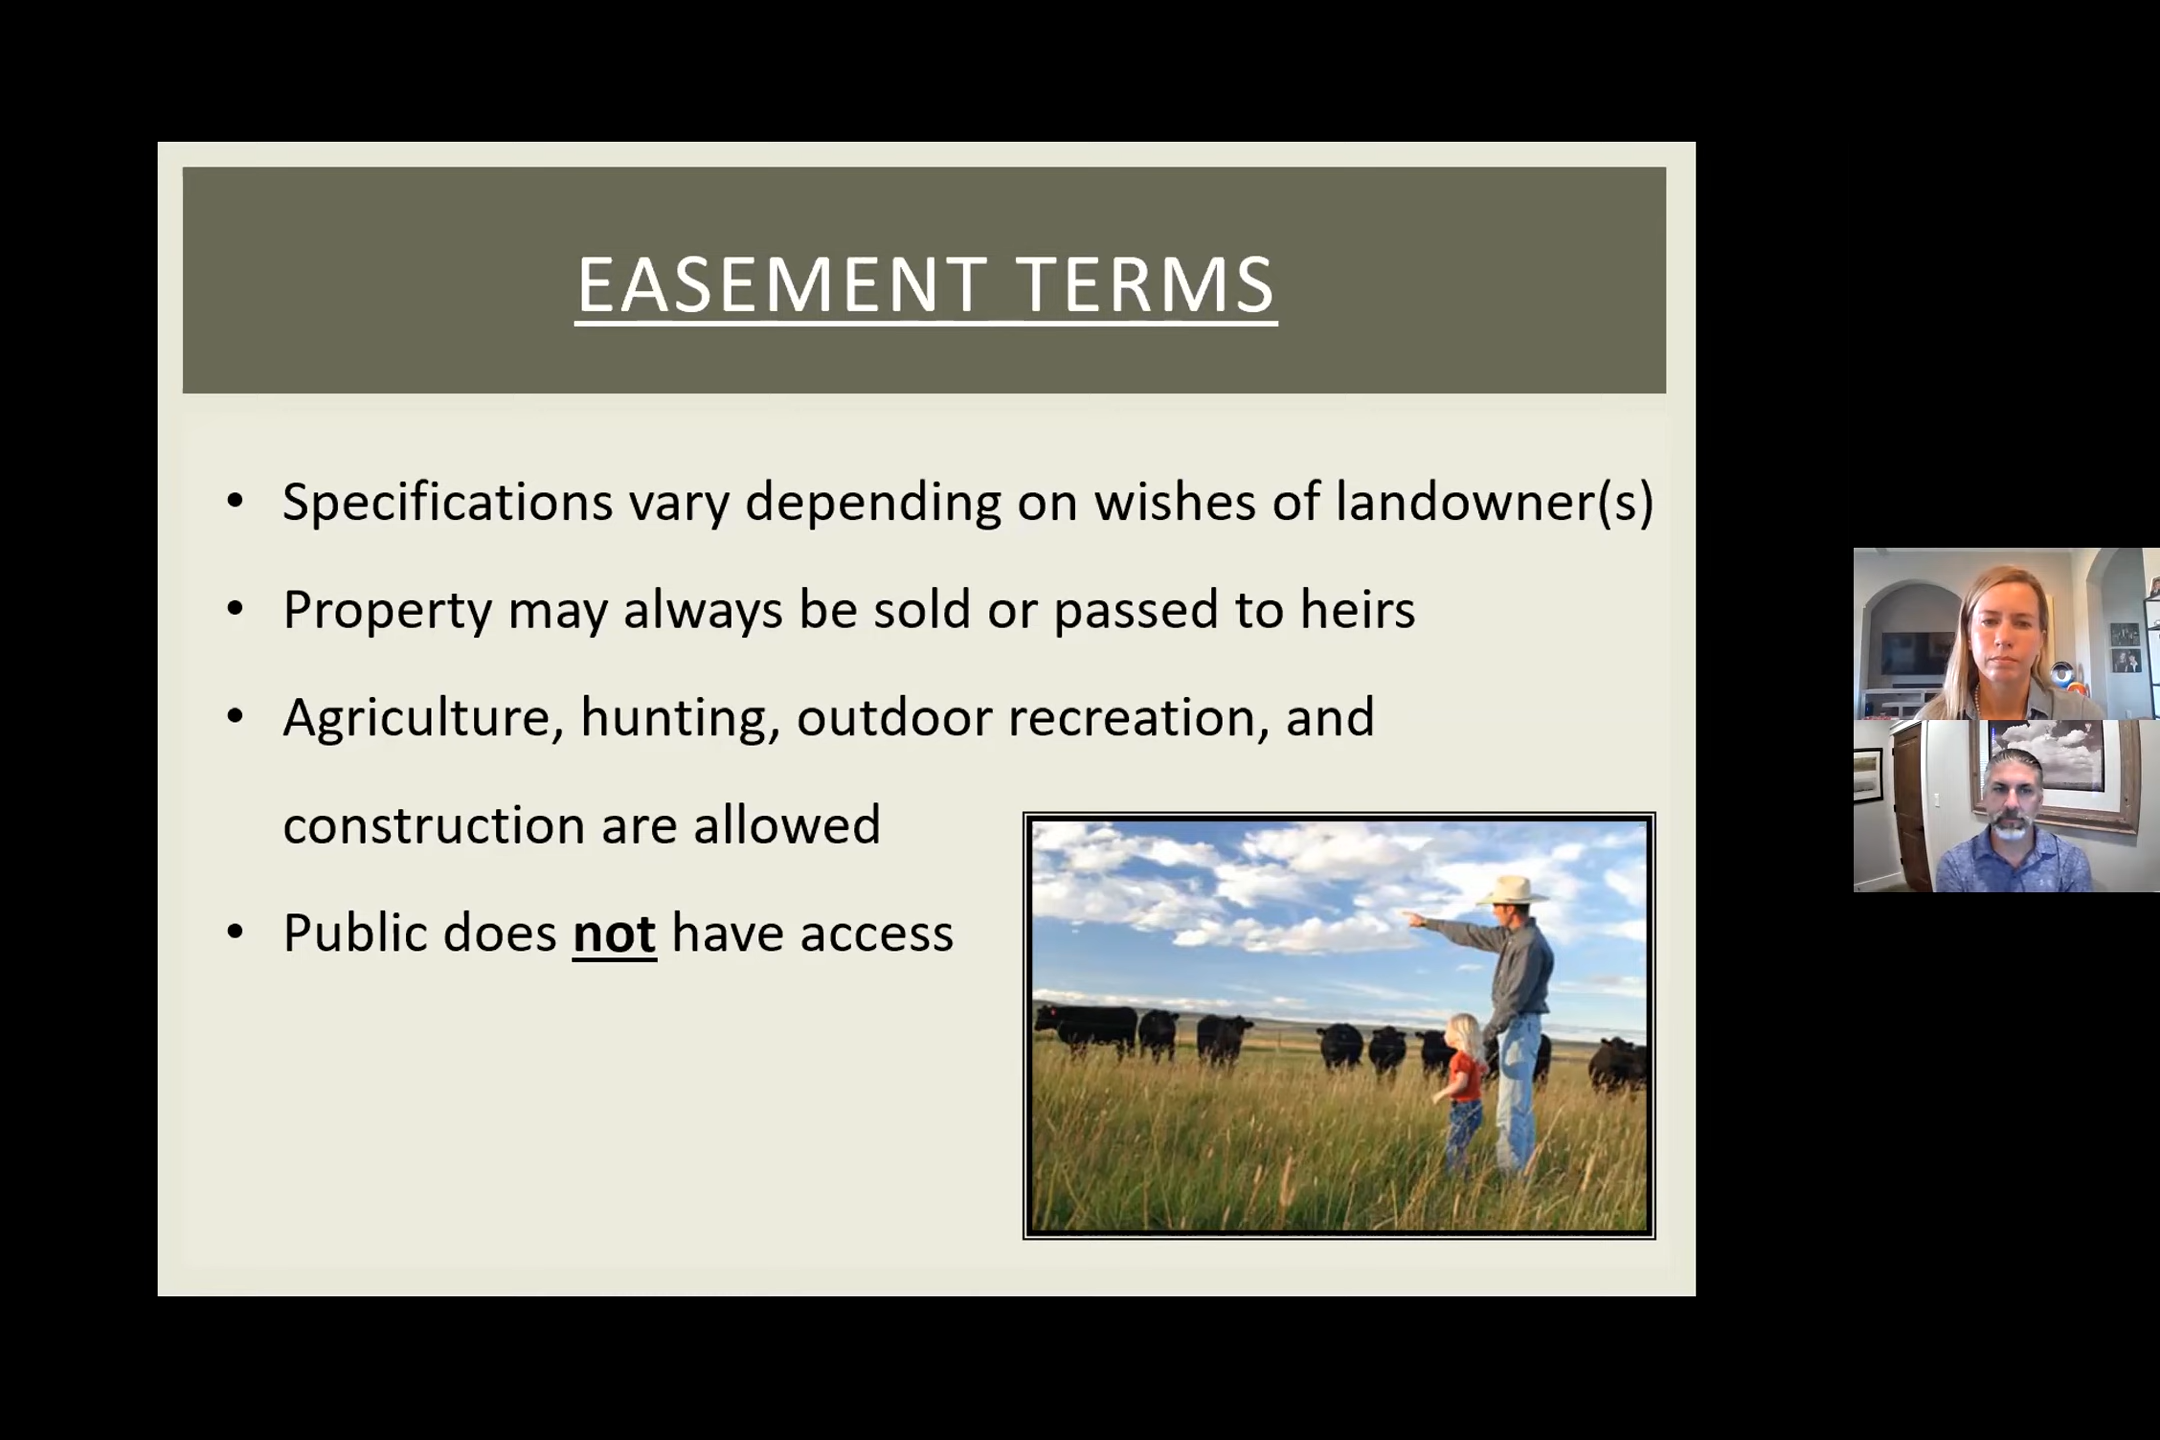 EASEMENT TERMS
• Specifications vary depending on wishes of landowner(s)
• Property may always be sold or passed to heirs
• Agriculture, hunting, outdoor recreation, and
construction are allowed
• Public does not have access